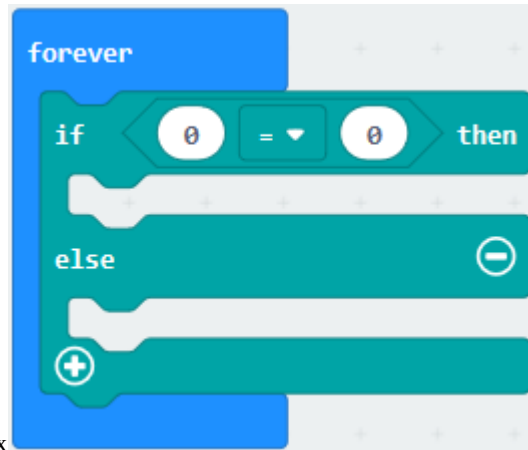 forever
if 0 = 0 then
else
x